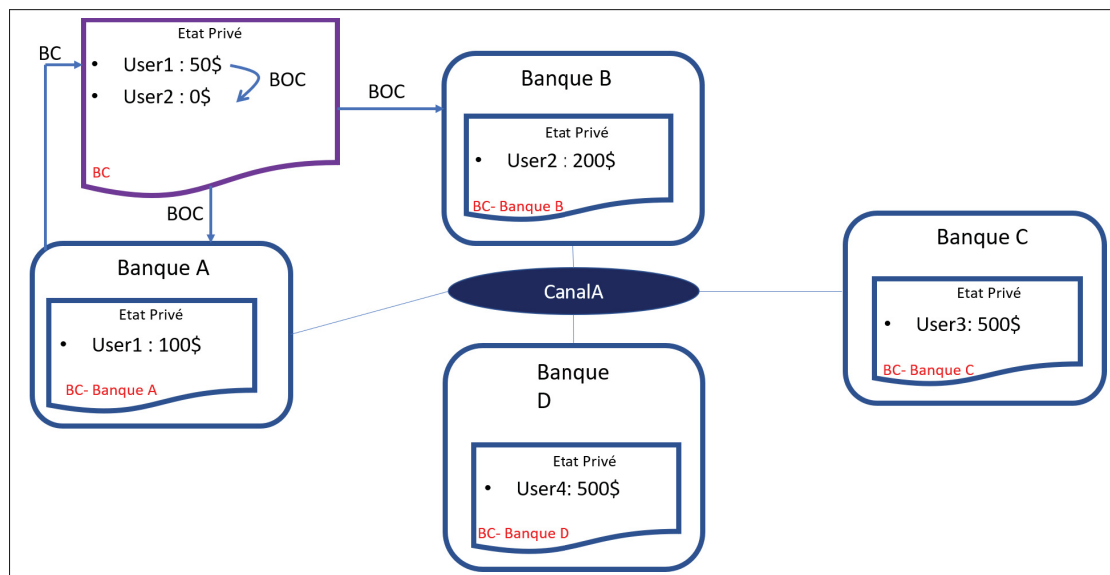 Etat Privé
BC
• User1 : 50$
BOC
• User2 : 0$
BC
BOC
Banque B
Etat Privé
• User2 : 200$
BC- Banque B
BOC
Banque A
Etat Privé
• User1 : 100$
BC- Banque A
CanalA
Banque C
Etat Privé
• User3: 500$
BC- Banque C
Banque
D
Etat Privé
• User4: 500$
BC- Banque D